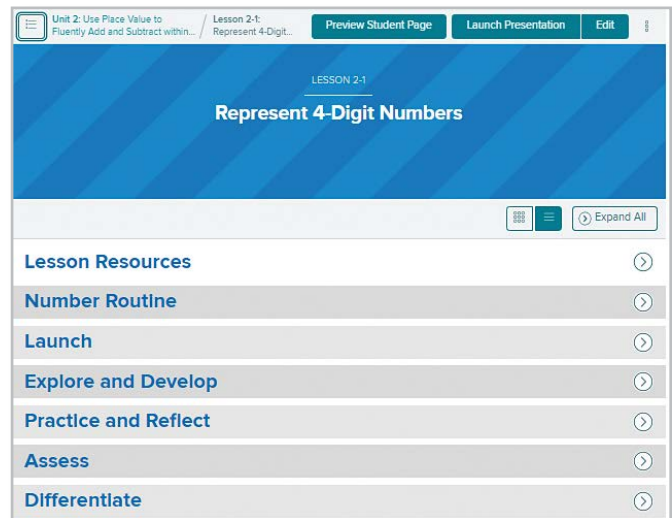 Unit 2: Use Place Value to
Fluently Add and Subtract within...
/
Lesson 2-1:
Represent 4-Digit...
Preview Student Page
Launch Presentation
Edit
LESSON 2-1
Represent 4-Digit Numbers
Expand All
Lesson Resources
Number Routine
Launch
Explore and Develop
Practice and Reflect
Assess
Differentiate